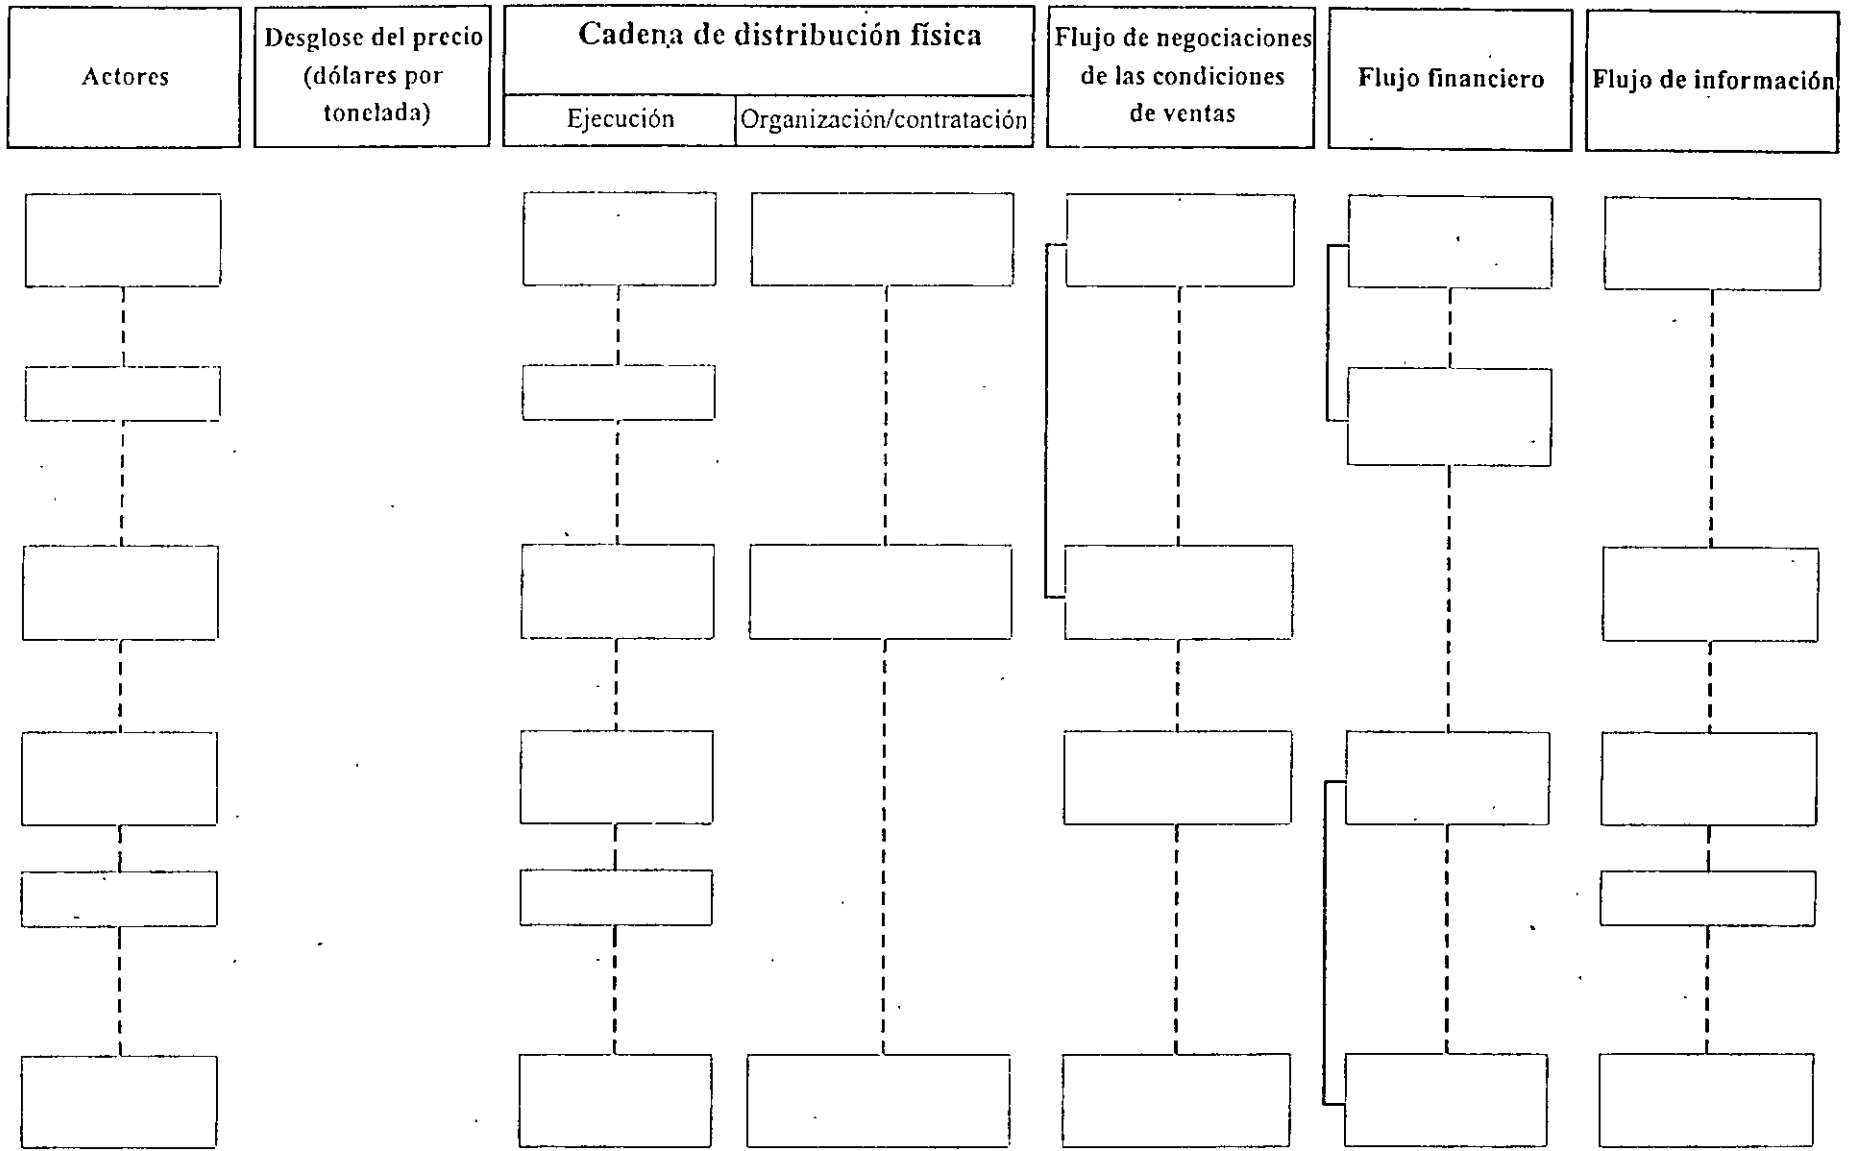 Actores
Desglose del precio
(dólares por
tonelada)
Cadena de distribución física
Ejecución
Organización/contratación
Flujo de negociaciones
de las condiciones
de ventas
Flujo financiero
Flujo de información